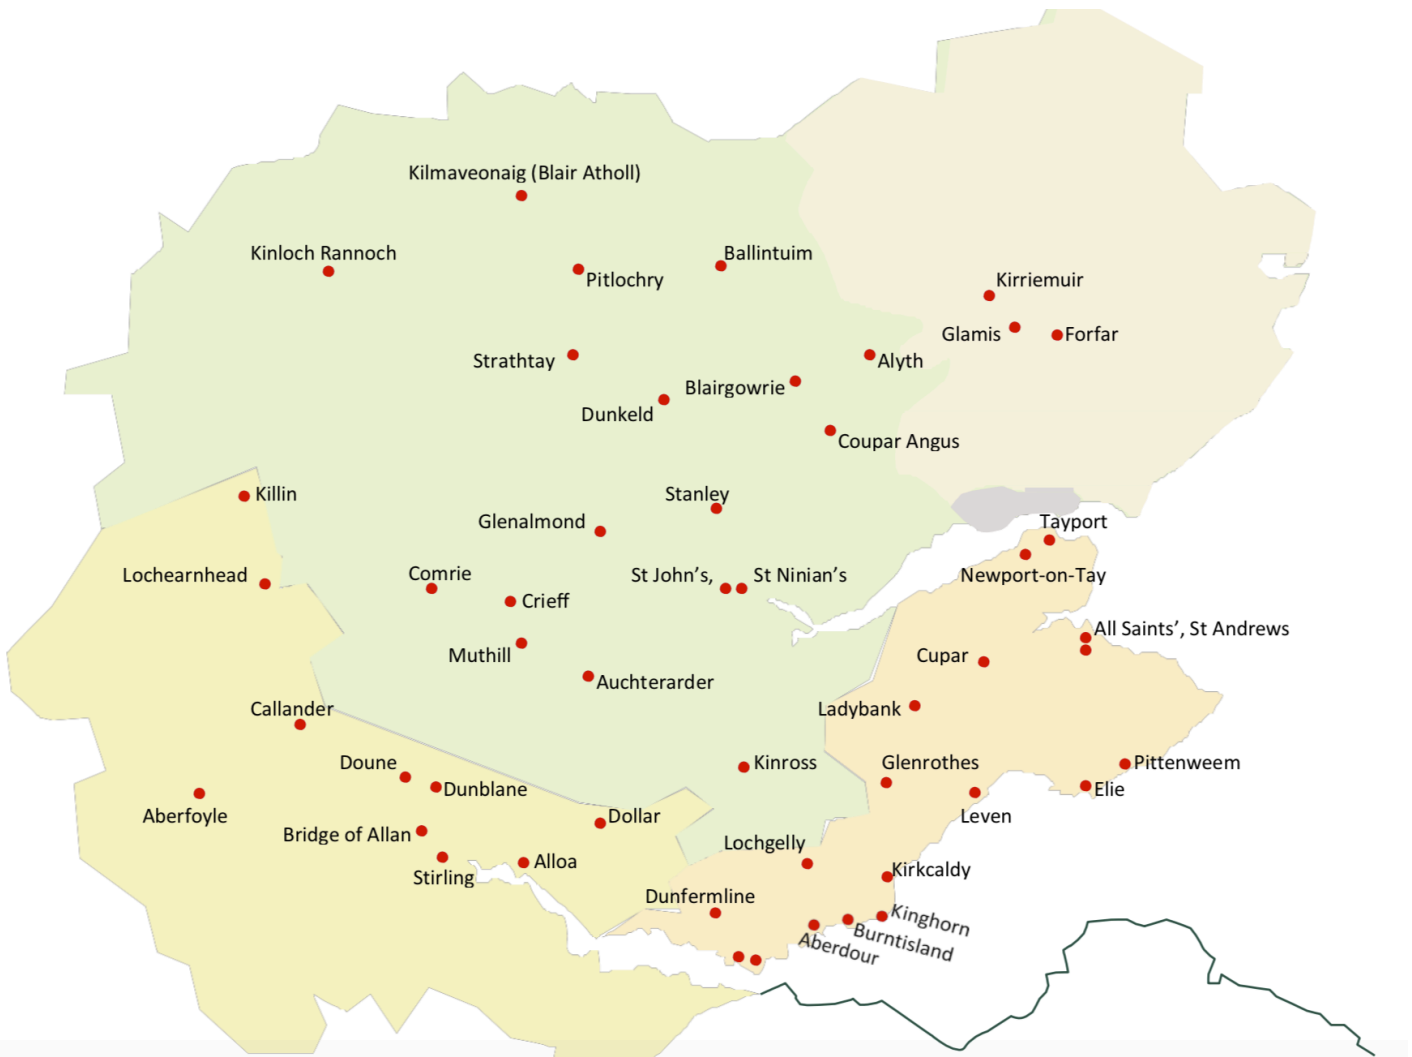 Kilmaveonaig (Blair Atholl)
Kinloch Rannoch
Ballintuim
Pitlochry
Kirriemuir
Glamis
Forfar
Strathtay
Alyth
Blairgowrie
Dunkeld
Coupar Angus
Killin
Stanley
Glenalmond
Tayport
Lochearnhead
Comrie
St John’s,
St Ninian’s
Newport-on-Tay
Crieff
All Saints’, St Andrews
Muthill
Cupar
Auchterarder
Callander
Ladybank
Doune
Kinross
Glenrothes
Pittenweem
Dunblane
Elie
Aberfoyle
Dollar
Leven
Bridge of Allan
Lochgelly
Alloa
Stirling
Kirkcaldy
Dunfermline
Kinghorn
Burntisland
Aberdour